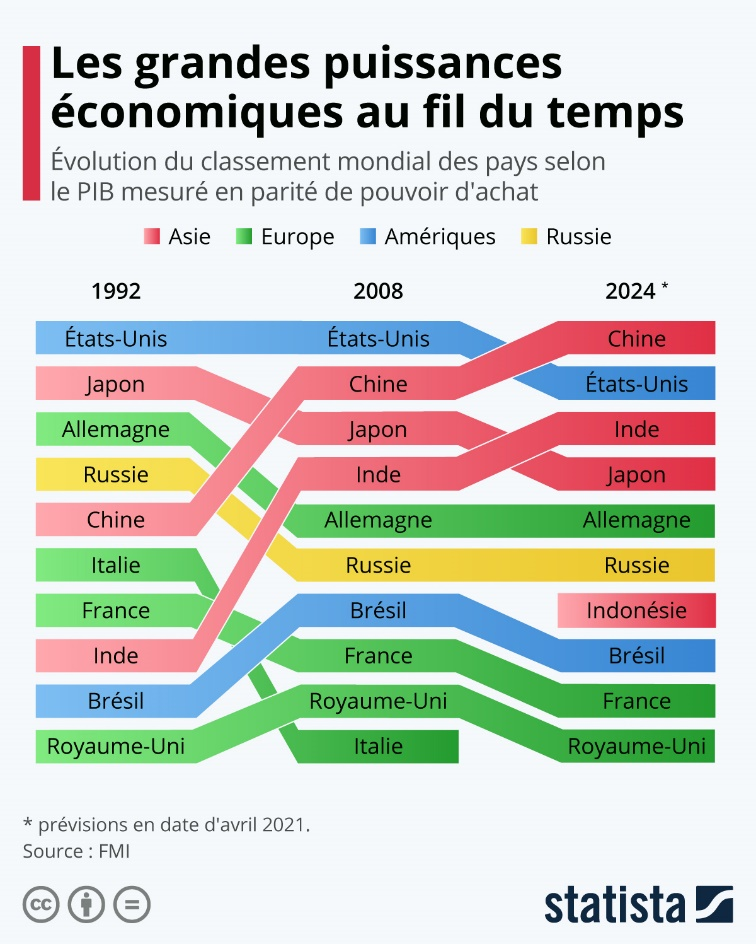 Les grandes puissances
économiques au fil du temps
Évolution du classement mondial des pays selon
le PIB mesuré en parité de pouvoir d'achat
Asie Europe Amériques Russie
1992 2008 2024 *
États-Unis États-Unis Chine
Japon Chine États-Unis
Allemagne Japon Inde
Russie Inde Japon
Chine Allemagne Allemagne
Italie Russie Russie
France Brésil Indonésie
Inde France Brésil
Brésil Royaume-Uni France
Royaume-Uni Italie Royaume-Uni
* prévisions en date d'avril 2021.
Source : FMI
cc
statista